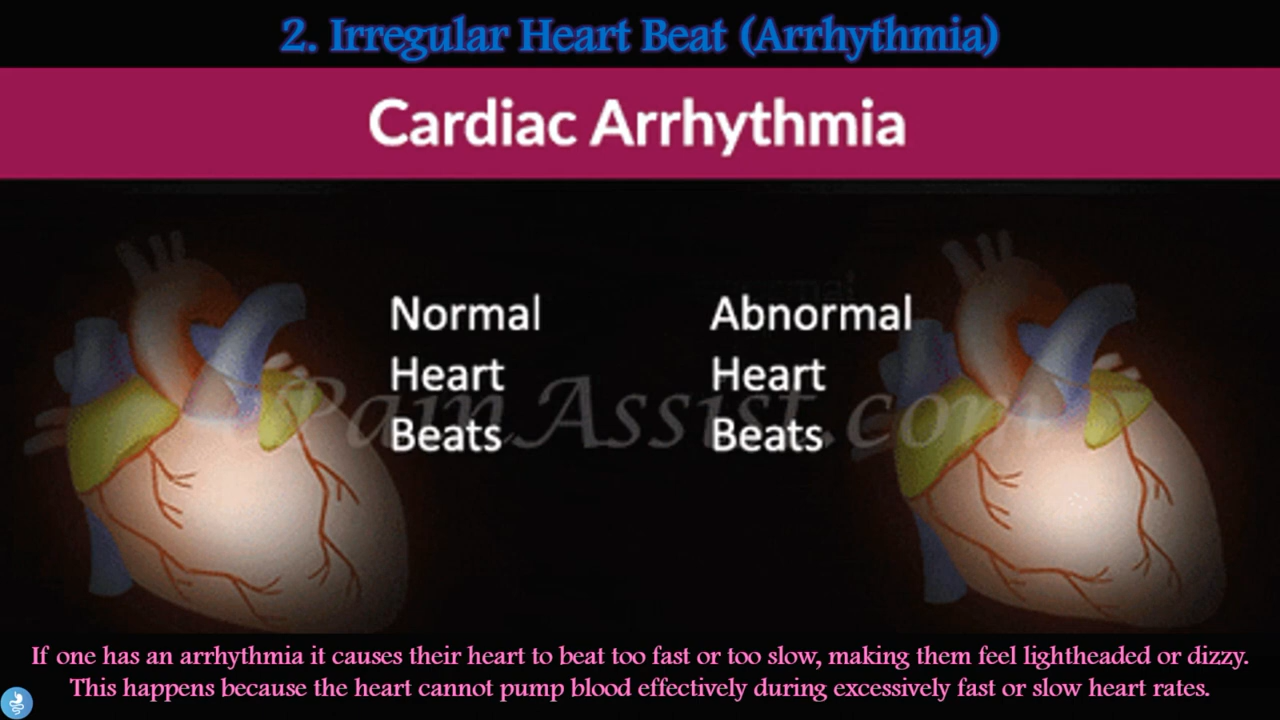 2. Irregular Heart Beat (Arrhythmia)
Cardiac Arrhythmia
Normal
Heart
Beats
Abnormal
Heart
Beats
PainAssist.com
If one has an arrhythmia it causes their heart to beat too fast or too slow, making them feel lightheaded or dizzy.
This happens because the heart cannot pump blood effectively during excessively fast or slow heart rates.